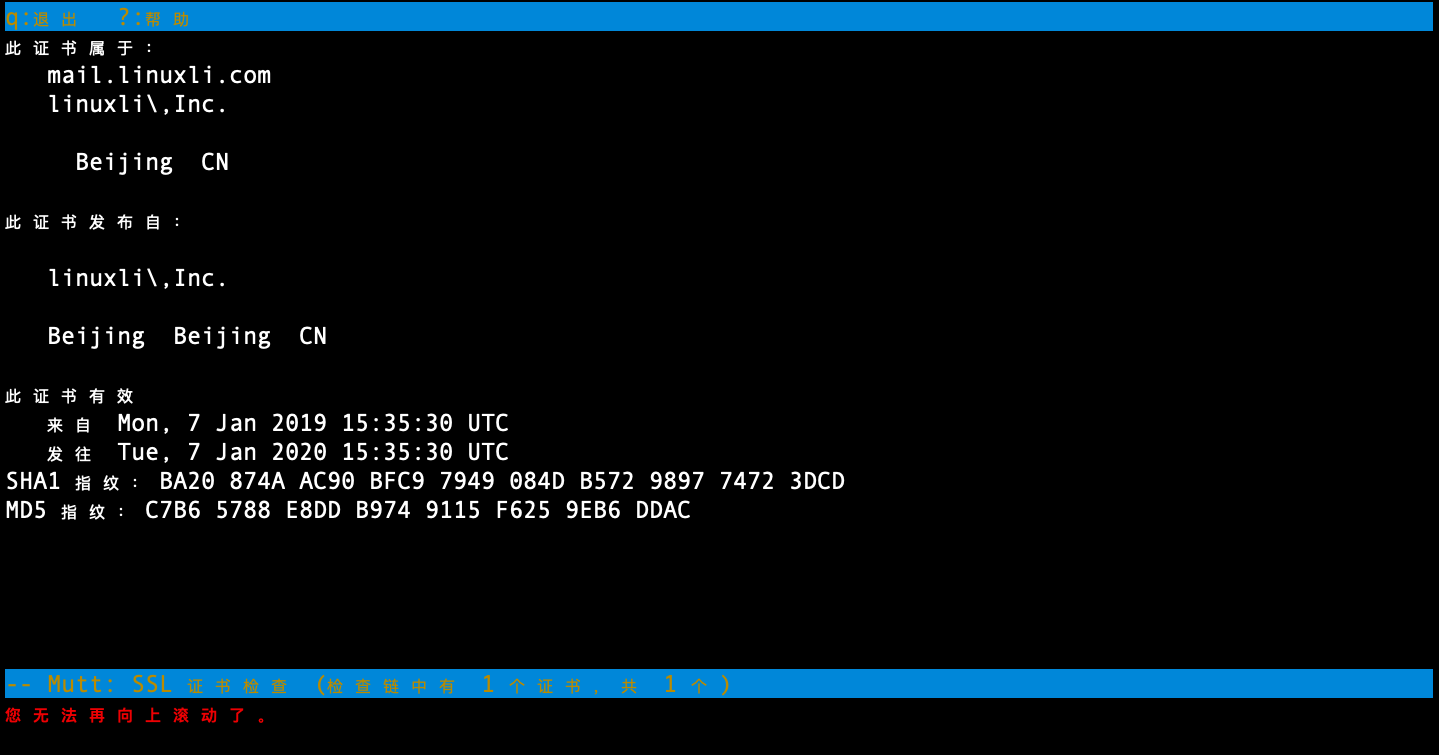 q:退出 ?:帮助
此证书属于:
mail.linuxli.com
linuxli\,Inc.
Beijing CN
此证书发布自:
linuxli\,Inc.
Beijing Beijing CN
此证书有效
来自 Mon, 7 Jan 2019 15:35:30 UTC
发往 Tue, 7 Jan 2020 15:35:30 UTC
SHA1 指纹: BA20 874A AC90 BFC9 7949 084D B572 9897 7472 3DCD
MD5 指纹: C7B6 5788 E8DD B974 9115 F625 9EB6 DDAC
-- Mutt: SSL 证书检查 (检查链中有 1 个证书, 共 1 个)
您无法再向上滚动了。